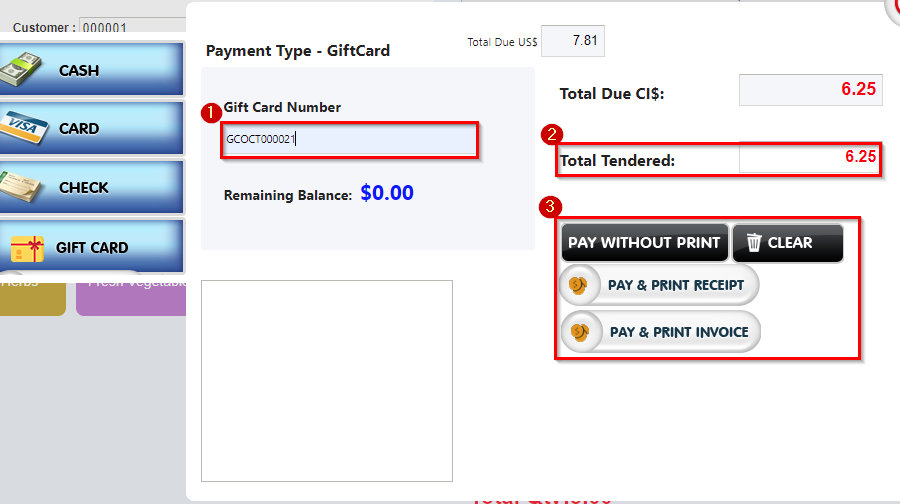 Customer : 000001
CASH
VISA
CARD
CHECK
GIFT CARD
Herbs
Fresh Vegetable
Payment Type - GiftCard
Total Due US$ 7.81
1
Gift Card Number
GCOCT000021
Remaining Balance: $0.00
Total Due CI$: 6.25
2
Total Tendered: 6.25
3
PAY WITHOUT PRINT
CLEAR
PAY & PRINT RECEIPT
PAY & PRINT INVOICE